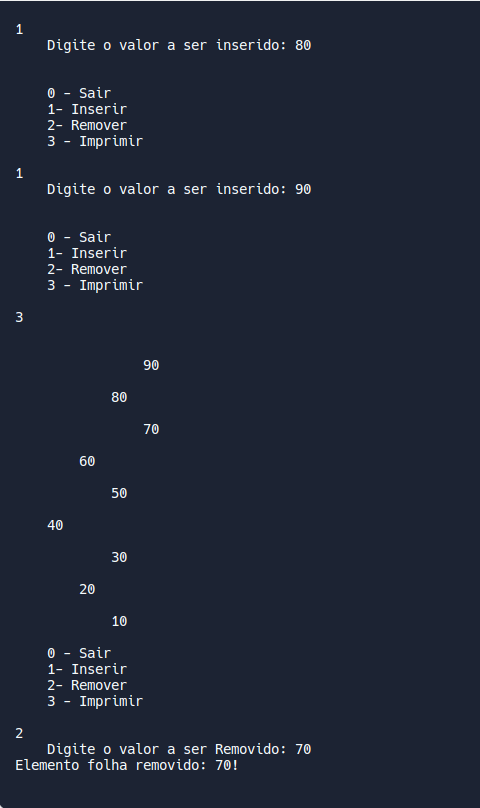 1
Digite o valor a ser inserido: 80
0 - Sair
1- Inserir
2- Remover
3 - Imprimir
1
Digite o valor a ser inserido: 90
0 - Sair
1- Inserir
2- Remover
3 - Imprimir
3
90
80
70
60
50
40
30
20
10
0 - Sair
1- Inserir
2- Remover
3 - Imprimir
2
Digite o valor a ser Removido: 70
Elemento folha removido: 70!